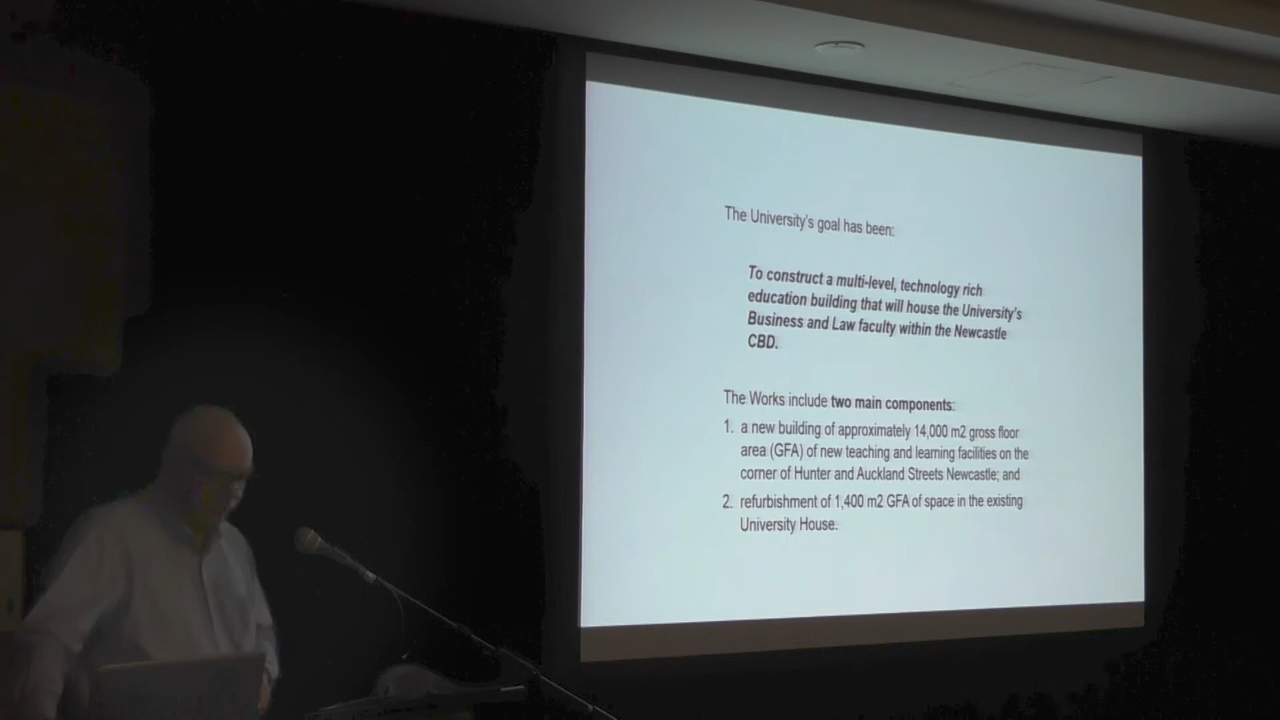 The University's goal has been:
To construct a multi-level, technology rich
education building that will house the University's
Business and Law faculty within the Newcastle
CBD.
The Works include two main components:
1. a new building of approximately 14,000 m2 gross floor
area (GFA) of new teaching and learning facilities on the
corner of Hunter and Auckland Streets Newcastle; and
2. refurbishment of 1,400 m2 GFA of space in the existing
University House.